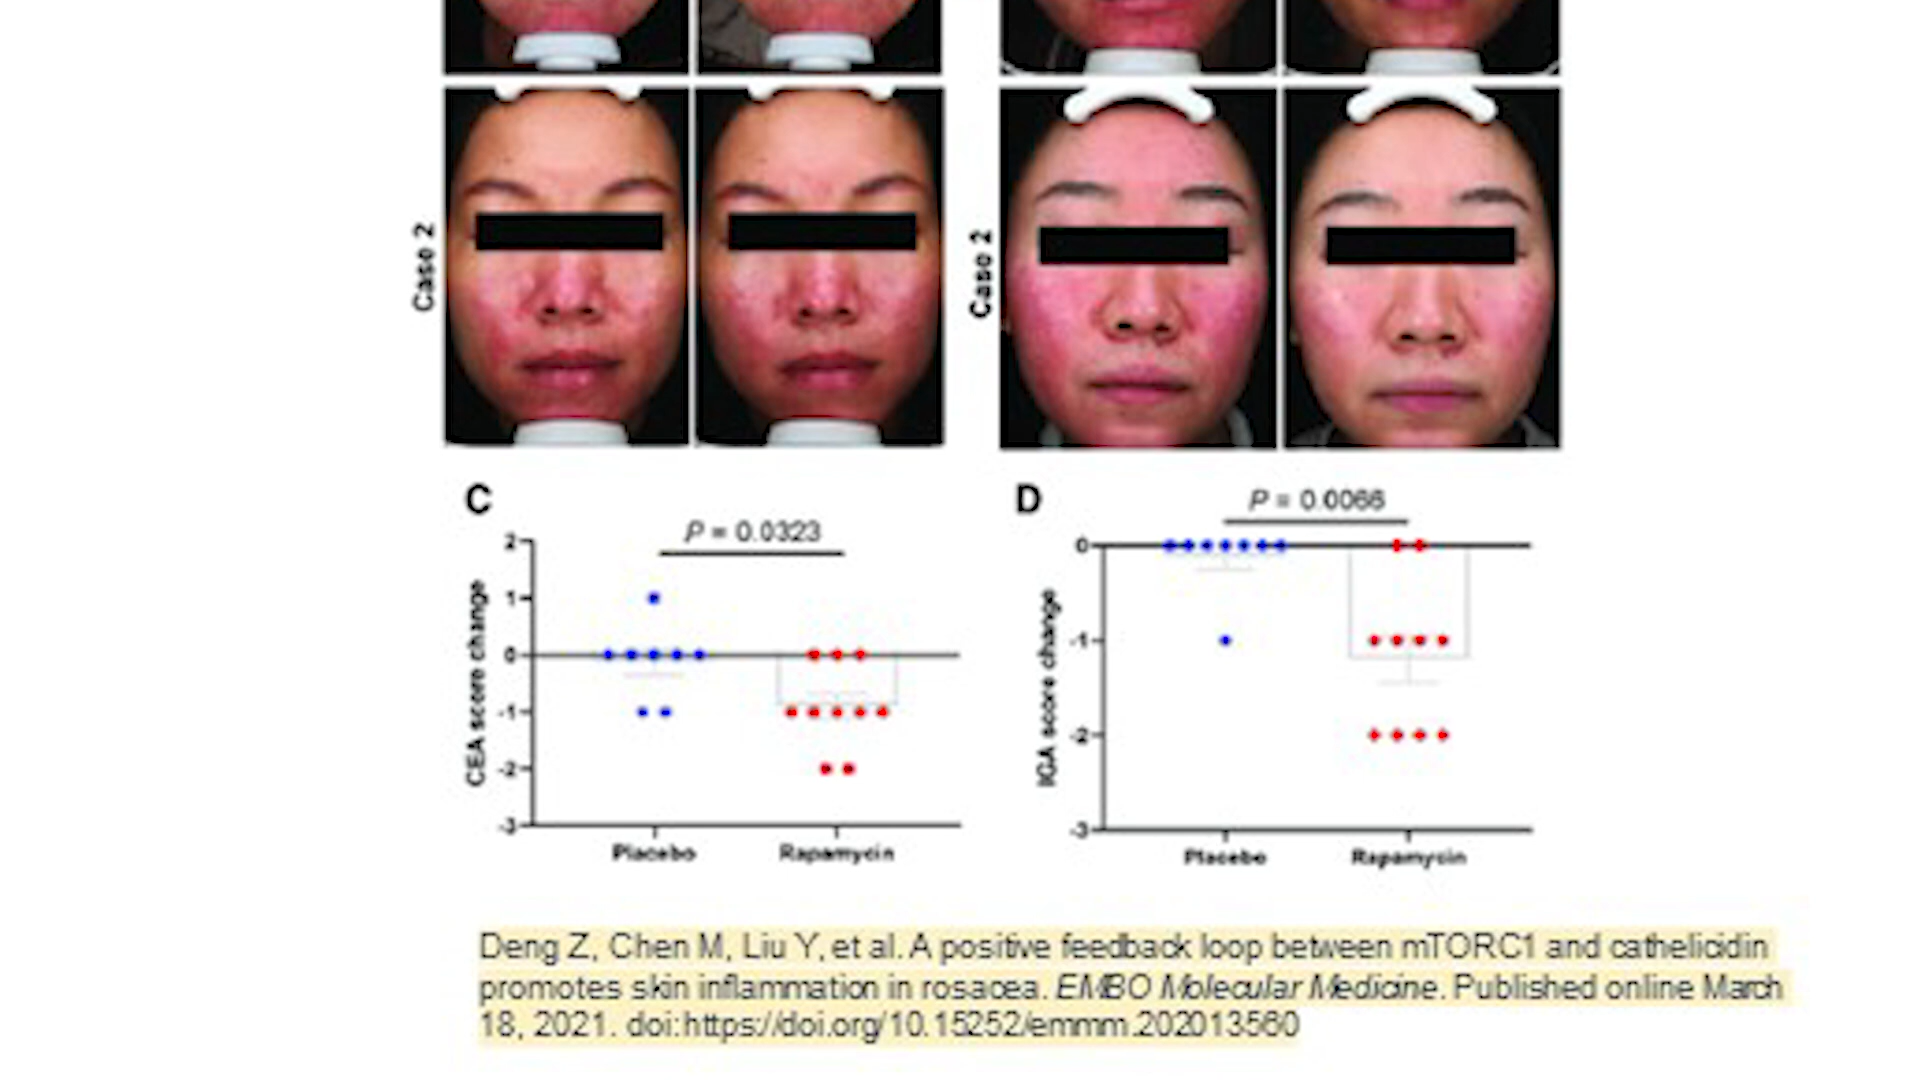 Case 2
Case 2
C
P = 0.0323
2
1
0
-1
-2
-3
CEA score change
Placebo
Rapamycin
D
P = 0.0066
0
-1
-2
-3
IGA score change
Placebo
Rapamycin
Deng Z, Chen M, Liu Y, et al. A positive feedback loop between mTORC1 and cathelicidin
promotes skin inflammation in rosacea. EMBO Molecular Medicine. Published online March
18, 2021. doi:https://doi.org/10.15252/emmm.202013560